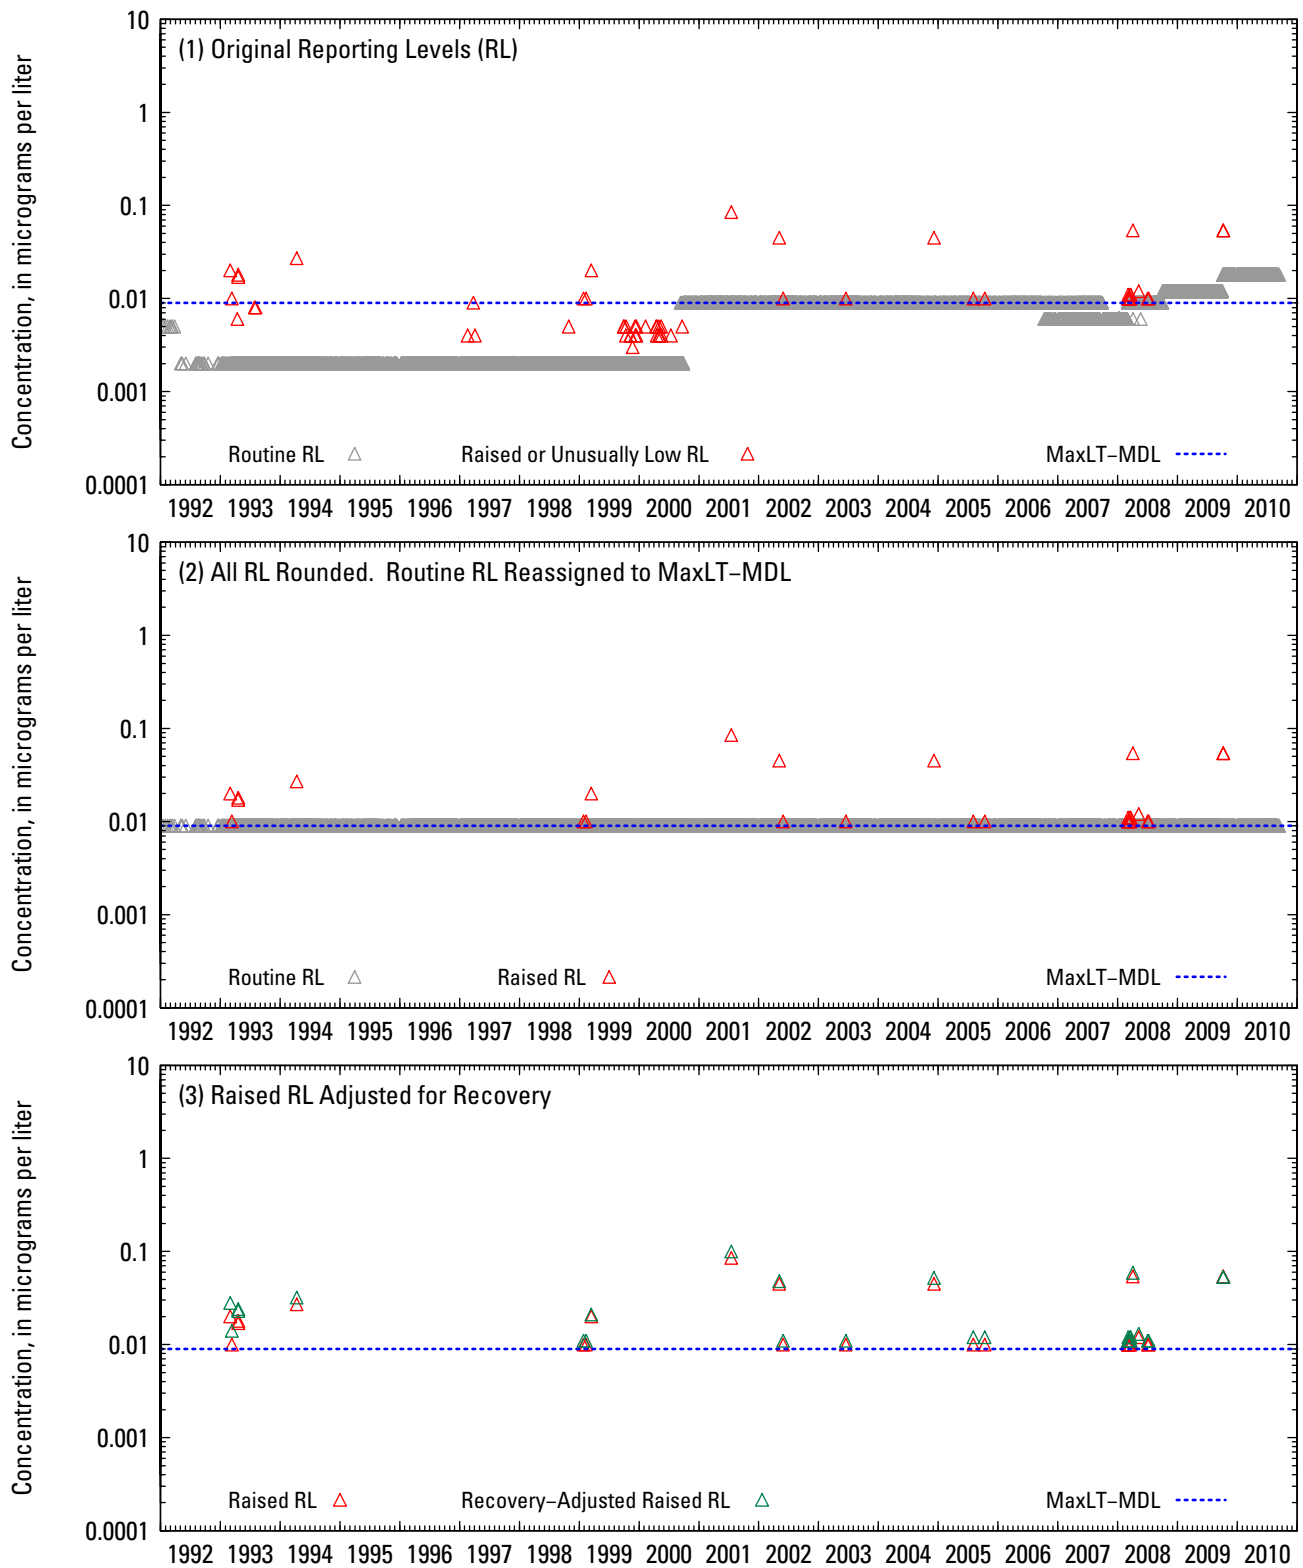 (1) Original Reporting Levels (RL)
Concentration, in micrograms per liter
10
1
0.1
0.01
0.001
0.0001
Routine RL
Raised or Unusually Low RL
MaxLT–MDL
1992 1993 1994 1995 1996 1997 1998 1999 2000 2001 2002 2003 2004 2005 2006 2007 2008 2009 2010
(2) All RL Rounded. Routine RL Reassigned to MaxLT–MDL
Concentration, in micrograms per liter
10
1
0.1
0.01
0.001
0.0001
Routine RL
Raised RL
MaxLT–MDL
1992 1993 1994 1995 1996 1997 1998 1999 2000 2001 2002 2003 2004 2005 2006 2007 2008 2009 2010
(3) Raised RL Adjusted for Recovery
Concentration, in micrograms per liter
10
1
0.1
0.01
0.001
0.0001
Raised RL
Recovery–Adjusted Raised RL
MaxLT–MDL
1992 1993 1994 1995 1996 1997 1998 1999 2000 2001 2002 2003 2004 2005 2006 2007 2008 2009 2010